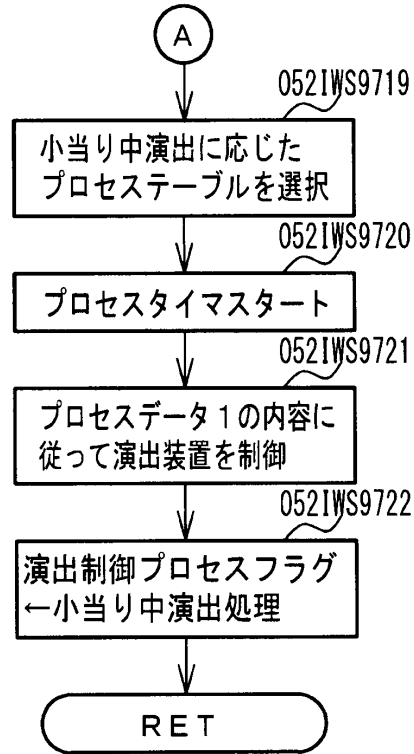 A
052IWS9719
小当り中演出に応じた
プロセステーブルを選択
052IWS9720
プロセスタイマスタート
052IWS9721
プロセスデータ1の内容に
従って演出装置を制御
052IWS9722
演出制御プロセスフラグ
←小当り中演出処理
RET